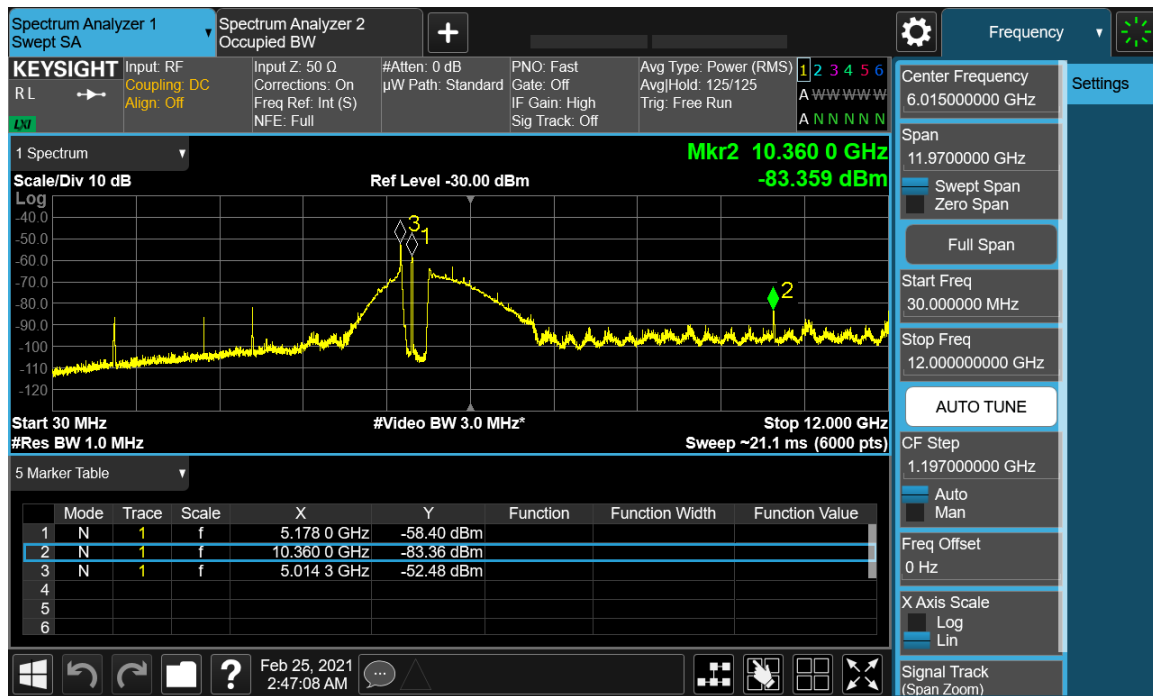 Spectrum Analyzer 1
Swept SA
Spectrum Analyzer 2
Occupied BW
+
Frequency
KEYSIGHT
R L
LXI
Input: RF
Coupling: DC
Align: Off
Input Z: 50 Ω
Corrections: On
Freq Ref: Int (S)
NFE: Full
#Atten: 0 dB
µW Path: Standard
PNO: Fast
Gate: Off
IF Gain: High
Sig Track: Off
Avg Type: Power (RMS)
Avg|Hold: 125/125
Trig: Free Run
1 2 3 4 5 6
A W W W W W
A N N N N N
Center Frequency
6.015000000 GHz
Settings
Span
11.9700000 GHz
Swept Span
Zero Span
Full Span
Start Freq
30.000000 MHz
Stop Freq
12.000000000 GHz
AUTO TUNE
CF Step
1.197000000 GHz
Auto
Man
Freq Offset
0 Hz
X Axis Scale
Log
Lin
Signal Track
(Span Zoom)
1 Spectrum
Mkr2 10.360 0 GHz
-83.359 dBm
Scale/Div 10 dB
Ref Level -30.00 dBm
Log
-40.0
-50.0
-60.0
-70.0
-80.0
-90.0
-100
-110
-120
3
1
2
Start 30 MHz
#Video BW 3.0 MHz*
Stop 12.000 GHz
#Res BW 1.0 MHz
Sweep ~21.1 ms (6000 pts)
5 Marker Table
Mode Trace Scale X Y Function Function Width Function Value
1 N 1 f 5.178 0 GHz -58.40 dBm
2 N 1 f 10.360 0 GHz -83.36 dBm
3 N 1 f 5.014 3 GHz -52.48 dBm
4
5
6
?
Feb 25, 2021
2:47:08 AM